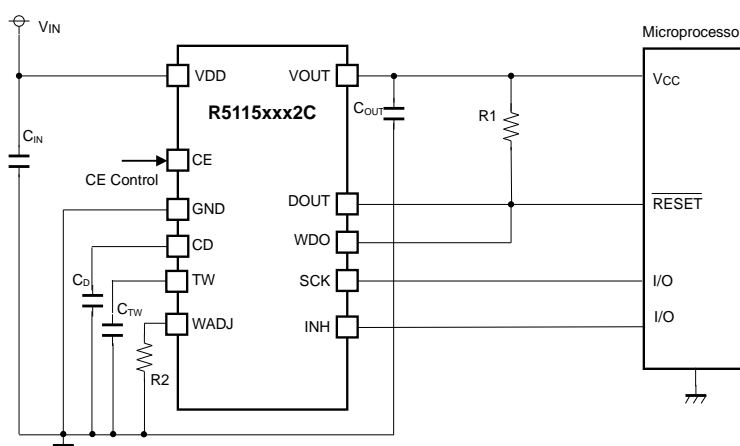 VIN
Microprocesso
VDD
VOUT
VCC
R5115xxx2C
COUT
R1
CIN
CE
CE Control
GND
DOUT
RESET
WDO
CD
CD
TW
SCK
I/O
CTW
WADJ
INH
I/O
R2